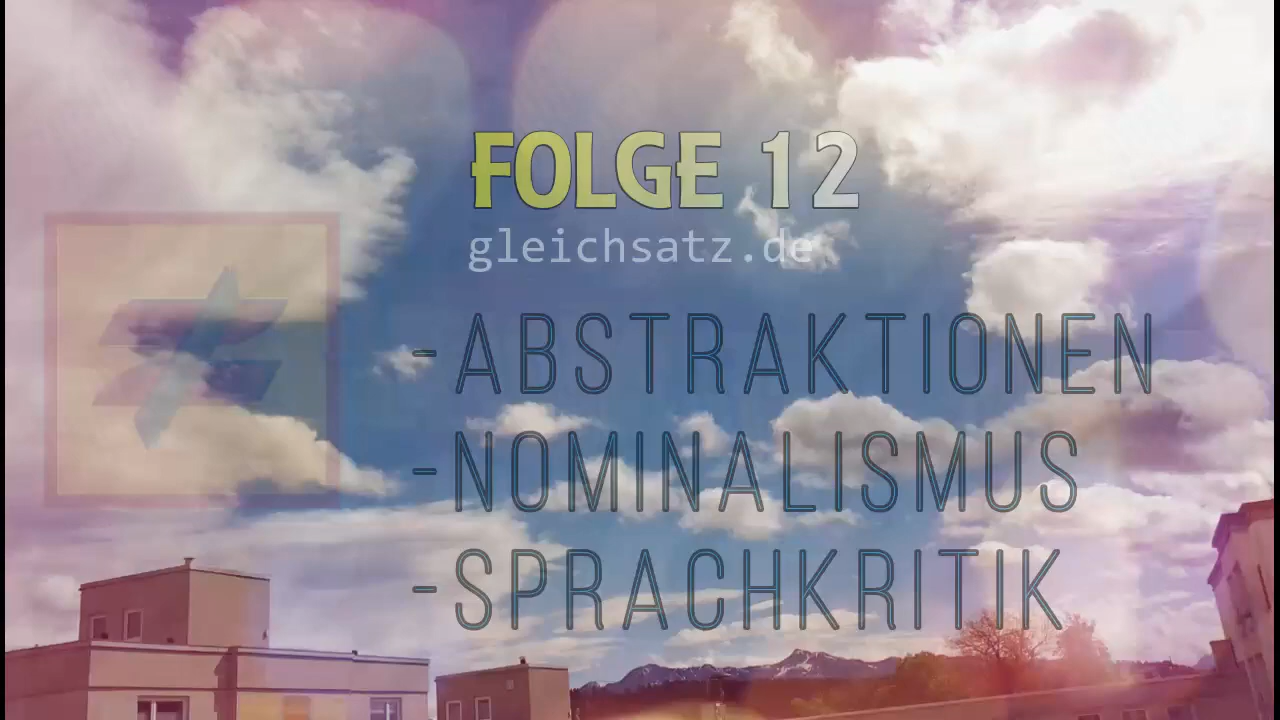 FOLGE 12
gleichsatz.de
-ABSTRAKTIONEN
-NOMINALISMUS
-SPRACHKRITIK